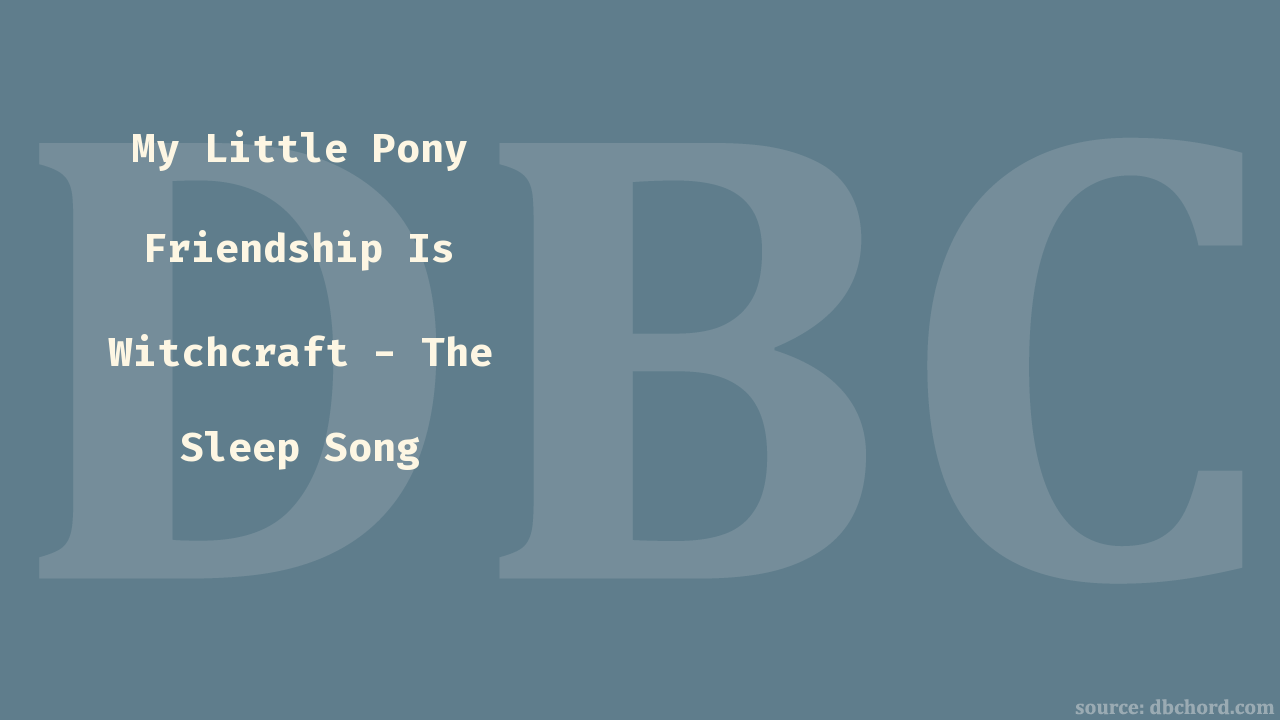 DBC
My Little Pony
Friendship Is
Witchcraft - The
Sleep Song
source: dbchord.com